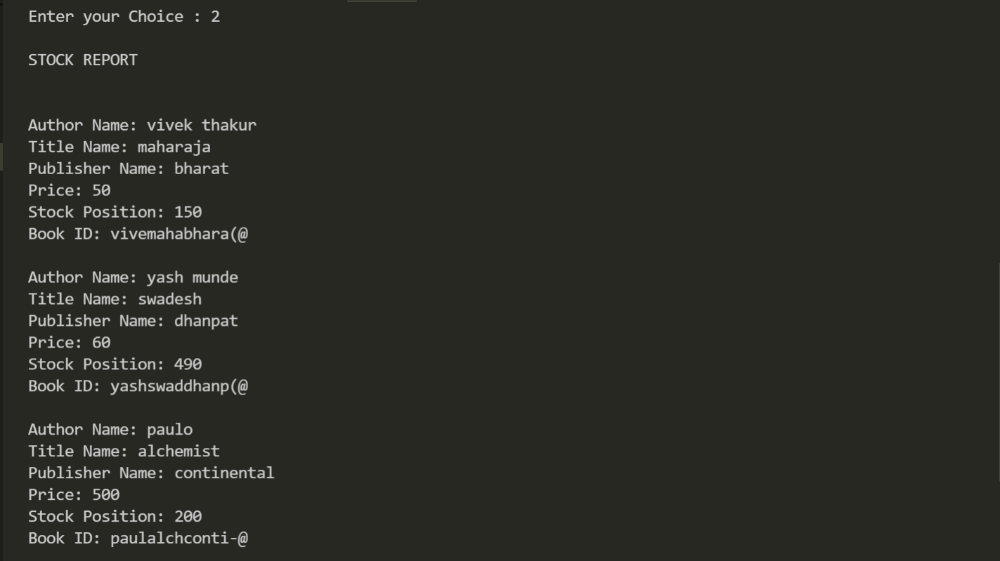 Enter your Choice : 2
STOCK REPORT
Author Name: vivek thakur
Title Name: maharaja
Publisher Name: bharat
Price: 50
Stock Position: 150
Book ID: vivemahabhara(@
Author Name: yash munde
Title Name: swadesh
Publisher Name: dhanpat
Price: 60
Stock Position: 490
Book ID: yashswaddhanp(@
Author Name: paulo
Title Name: alchemist
Publisher Name: continental
Price: 500
Stock Position: 200
Book ID: paulalchconti-@